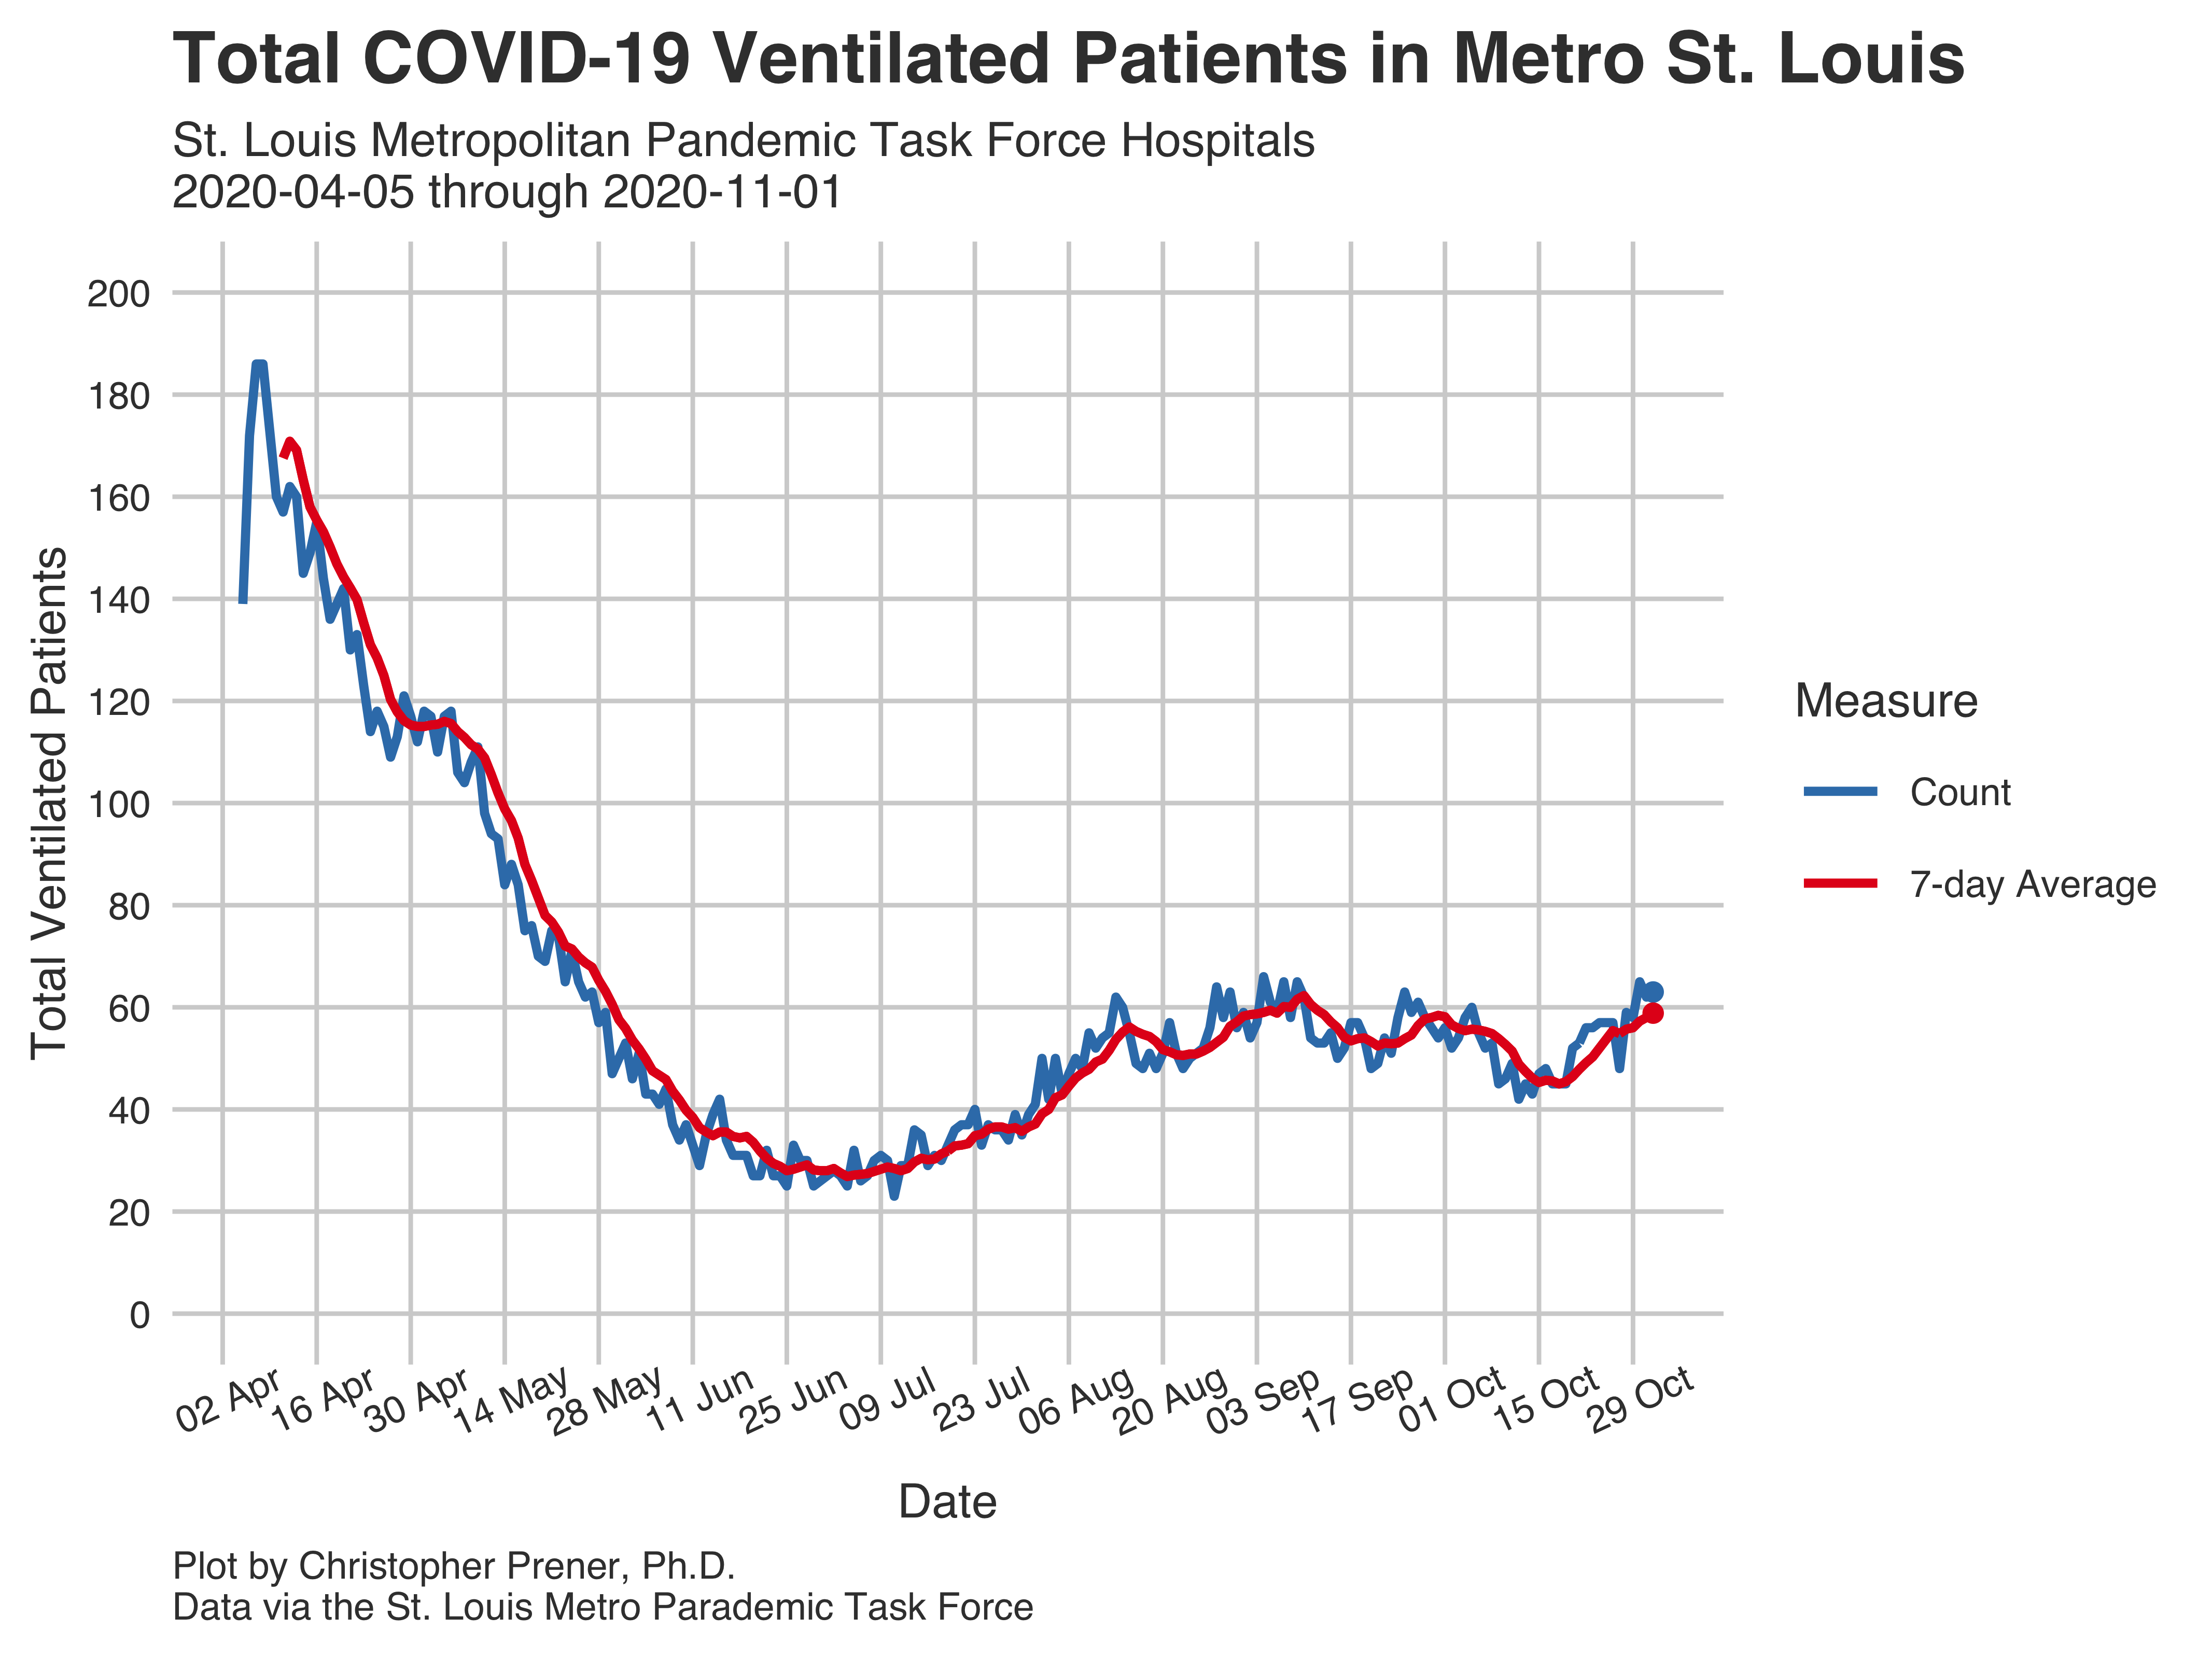 Total COVID-19 Ventilated Patients in Metro St. Louis
St. Louis Metropolitan Pandemic Task Force Hospitals
2020-04-05 through 2020-11-01
Total Ventilated Patients
200
180
160
140
120
100
80
60
40
20
0
02 Apr
16 Apr
30 Apr
14 May
28 May
11 Jun
25 Jun
09 Jul
23 Jul
06 Aug
20 Aug
03 Sep
17 Sep
01 Oct
15 Oct
29 Oct
Date
Measure
Count
7-day Average
Plot by Christopher Prener, Ph.D.
Data via the St. Louis Metro Parademic Task Force